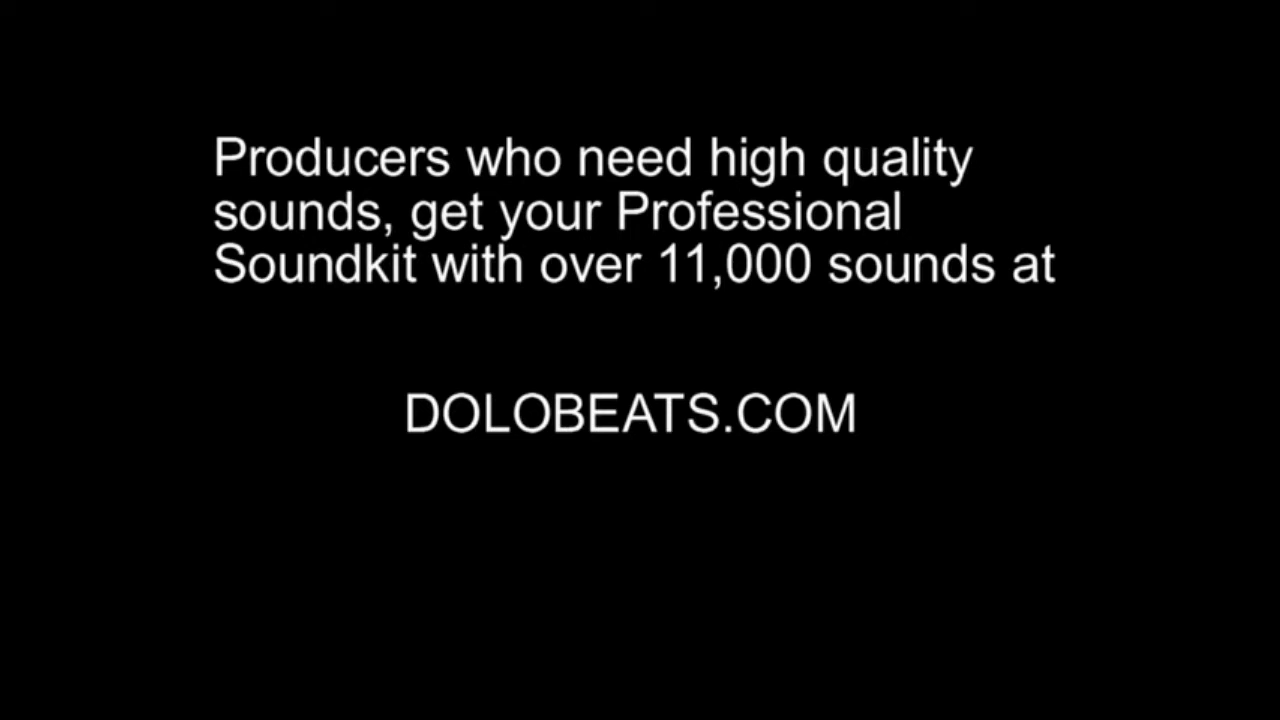 Producers who need high quality
sounds, get your Professional
Soundkit with over 11,000 sounds at
DOLOBEATS.COM